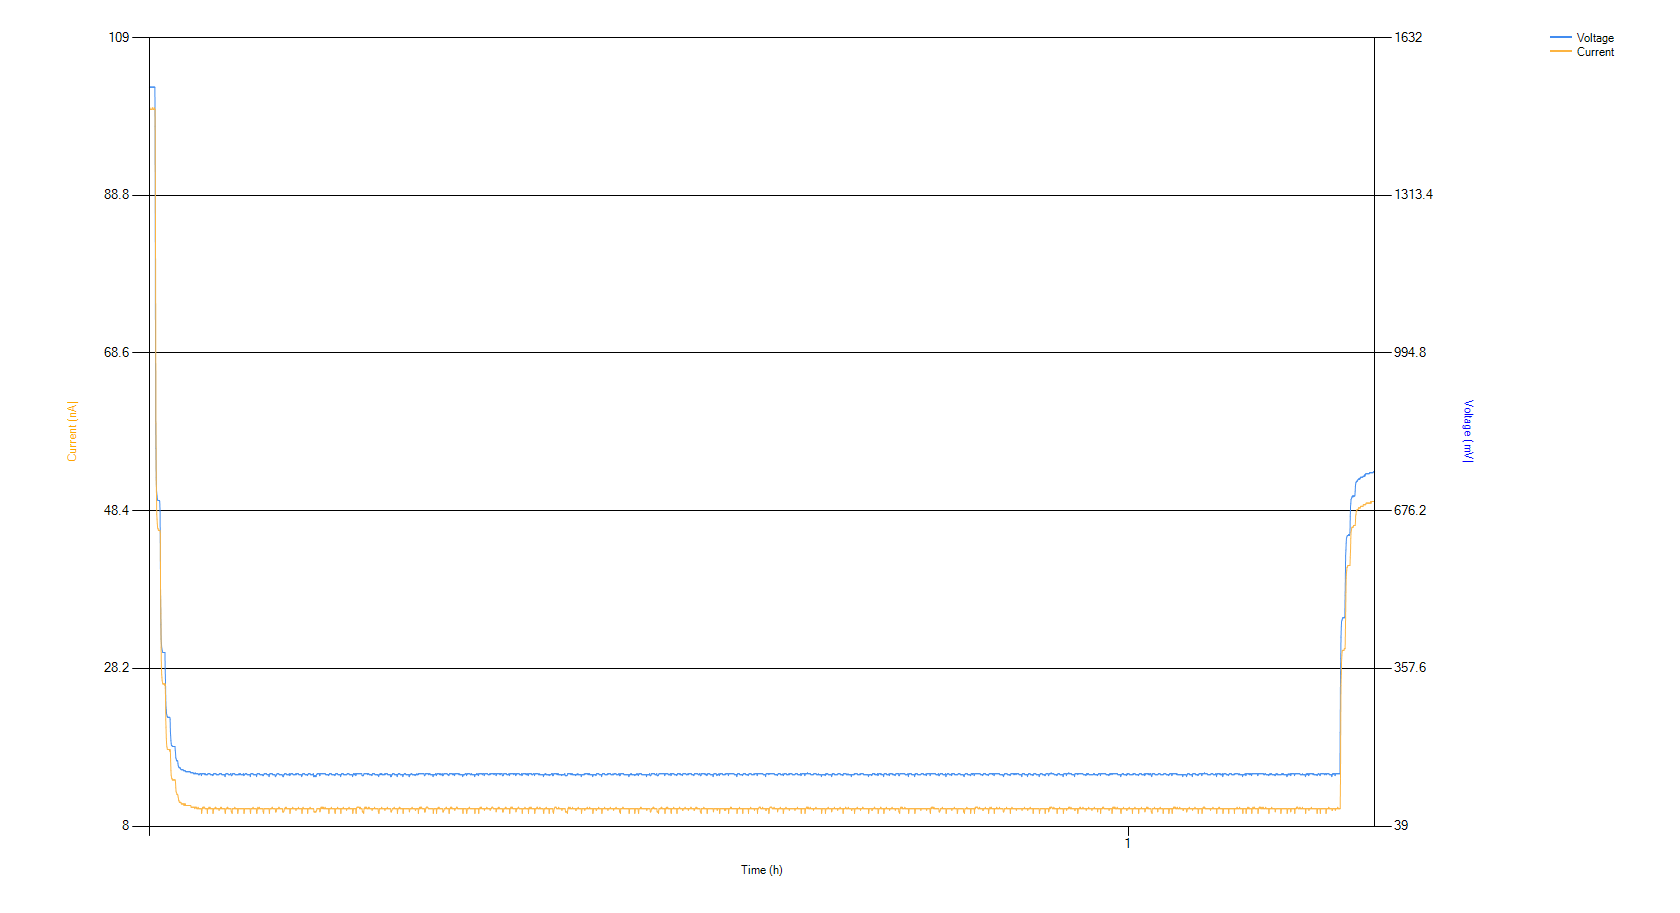 109
1632
Voltage
Current
88.8
1313.4
68.6
994.8
Current (nA)
Voltage (mV)
48.4
676.2
28.2
357.6
8
39
1
Time (h)